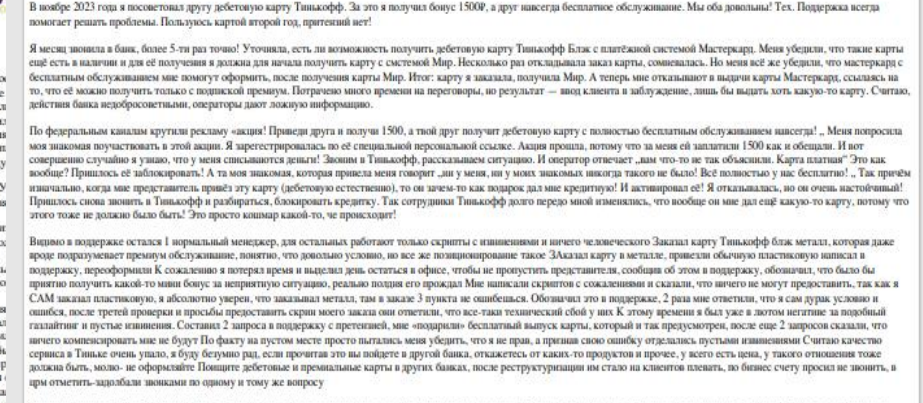 В ноябре 2023 года я посоветовал другу дебетовую карту Тинькофф. За это я получил бонус 1500₽, а друг навсегда бесплатное обслуживание. Мы оба довольны! Тех. Поддержка всегда
помогает решать проблемы. Пользуюсь картой второй год, притензий нет!
Я месяц звонила в банк, более 5-ти раз точно! Уточняла, есть ли возможность получить дебетовую карту Тинькофф Блэк с платёжной системой Мастеркард. Меня убедили, что такие карты
ещё есть в наличии и для её получения я должна для начала получить карту с смстемой Мир. Несколько раз откладывала заказ карты, сомневалась. Но меня всё же убедили, что мастеркард с
бесплатным обслуживанием мне помогут оформить, после получения карты Мир. Итог: карту я заказала, получила Мир. А теперь мне отказывают в выдачи карты Мастеркард, ссылаясь на
то, что её можно получить только с подпиской премиум. Потрачено много времени на переговоры, но результат — ввод клиента в заблуждение, лишь бы выдать хоть какую-то карту. Считаю,
действия банка недобросовестными, операторы дают ложную информацию.
По федеральным каналам крутили рекламу «акция! Приведи друга и получи 1500, а твой друг получит дебетовую карту с полностью бесплатным обслуживанием навсегда! „ Меня попросила
моя знакомая поучаствовать в этой акции. Я зарегестрировалась по её специальной персональной ссылке. Акция прошла, потому что за меня ей заплатили 1500 как и обещали. И вот
совершенно случайно я узнаю, что у меня списываются деньги! Звоним в Тинькофф, рассказываем ситуацию. И оператор отвечает „вам что-то не так объяснили. Карта платная“ Это как
вообще? Пришлось её заблокировать! А та моя знакомая, которая привела меня говорит „ни у меня, ни у моих знакомых никогда такого не было! Всё полностью у нас бесплатно! „ Так причём
изначально, когда мне представитель привёз эту карту (дебетовую естественно), то он зачем-то как подарок дал мне кредитную! И активировал её! Я отказывалась, но он очень настойчивый!
Пришлось снова звонить в Тинькофф и разбираться, блокировать кредитку. Так сотрудники Тинькофф долго передо мной изменялись, что вообще он мне дал ещё какую-то карту, потому что
этого тоже не должно было быть! Это просто кошмар какой-то, че происходит!
Видимо в поддержке остался 1 нормальный менеджер, для остальных работают только скрипты с извинениями и ничего человеческого Заказал карту Тинькофф блэк металл, которая даже
вроде подразумевает премиум обслуживание, понятно, что довольно условно, но все же позиционирование такое ЗАказал карту в металле, привезли обычную пластиковую написал в
поддержку, переоформили К сожалению я потерял время и выделил день остаться в офисе, чтобы не пропустить представителя, сообщив об этом в поддержку, обозначил, что было бы
приятно получить какой-то мини бонус за неприятную ситуацию, реально полдня его прождал Мне написали скриптов с сожалениями и сказали, что ничего не могут предоставить, так как я
САМ заказал пластиковую, я абсолютно уверен, что заказывал металл, там в заказе 3 пункта не ошибешься. Обозначил это в поддержке, 2 раза мне ответили, что я сам дурак условно и
ошибся, после третей проверки и просьбы предоставить скрин моего заказа они ответили, что все-таки технический сбой у них К этому времени я был уже в лютом негативе за подобный
газлайтинг и пустые извинения. Составил 2 запроса в поддержку с претензией, мне «подарили» бесплатный выпуск карты, который и так предусмотрен, после еще 2 запросов сказали, что
ничего компенсировать мне не будут По факту на пустом месте просто пытались меня убедить, что я не прав, а признав свою ошибку отделались пустыми извинениями Считаю качество
сервиса в Тиньке очень упало, я буду безумно рад, если прочитав это вы пойдете в другой банка, откажетесь от каких-то продуктов и прочее, у всего есть цена, у такого отношения тоже
должна быть, молю- не оформляйте Поищите дебетовые и премиальные карты в других банках, после реструктуризации им стало на клиентов плевать, по бизнес счету просил не звонить, в
црм отметить-задолбали звонками по одному и тому же вопросу